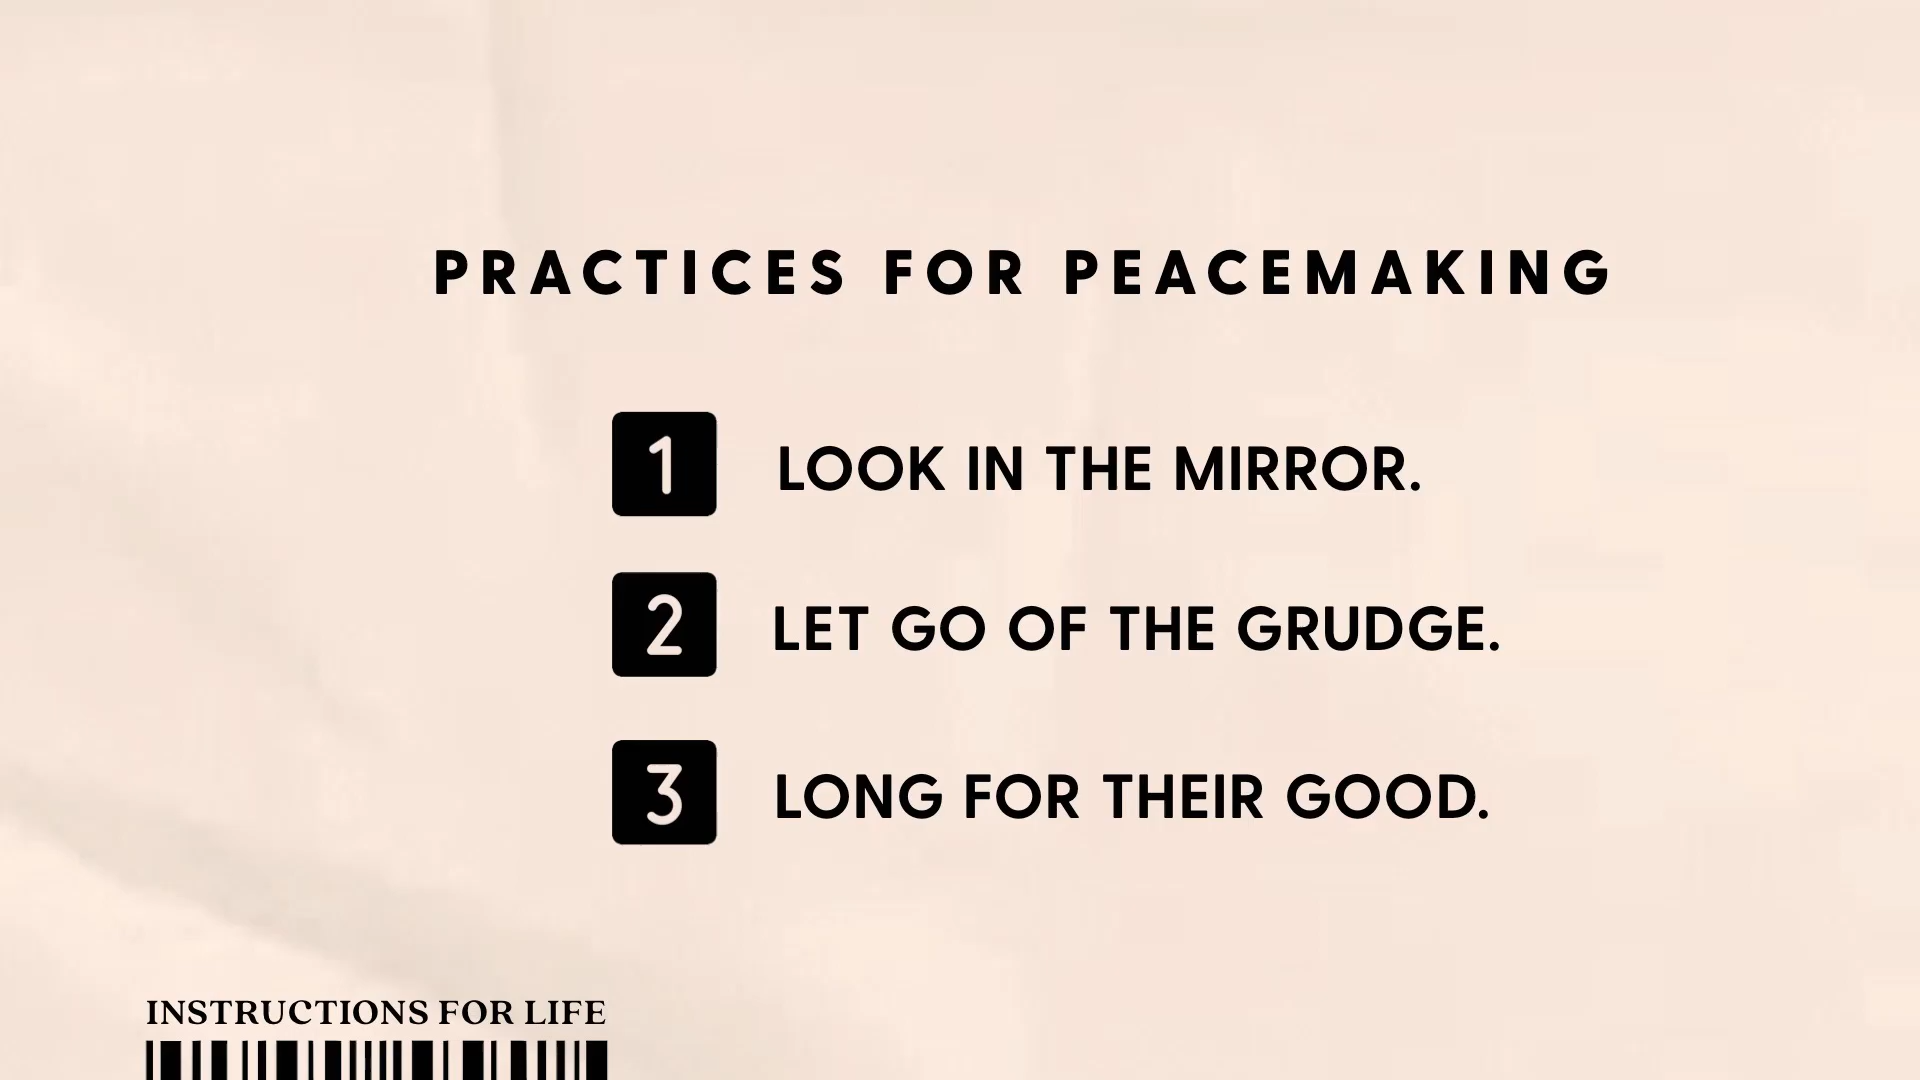 PRACTICES FOR PEACEMAKING
1 LOOK IN THE MIRROR.
2 LET GO OF THE GRUDGE.
3 LONG FOR THEIR GOOD.
INSTRUCTIONS FOR LIFE